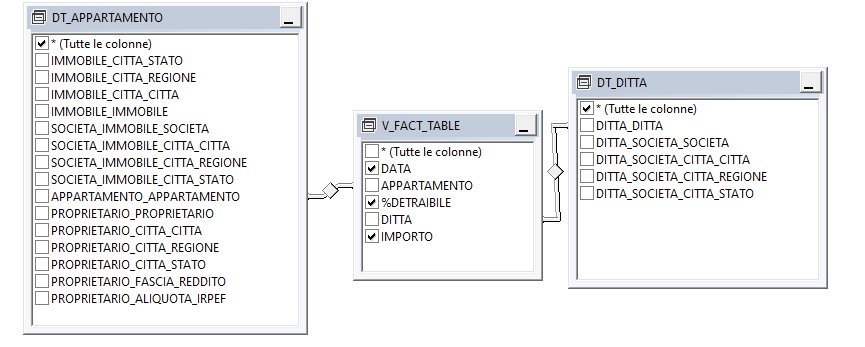 DT_APPARTAMENTO
* (Tutte le colonne)
IMMOBILE_CITTA_STATO
IMMOBILE_CITTA_REGIONE
IMMOBILE_CITTA_CITTA
IMMOBILE_IMMOBILE
SOCIETA_IMMOBILE_SOCIETA
SOCIETA_IMMOBILE_CITTA_CITTA
SOCIETA_IMMOBILE_CITTA_REGIONE
SOCIETA_IMMOBILE_CITTA_STATO
APPARTAMENTO_APPARTAMENTO
PROPRIETARIO_PROPRIETARIO
PROPRIETARIO_CITTA_CITTA
PROPRIETARIO_CITTA_REGIONE
PROPRIETARIO_CITTA_STATO
PROPRIETARIO_FASCIA_REDDITO
PROPRIETARIO_ALIQUOTA_IRPEF
V_FACT_TABLE
* (Tutte le colonne)
DATA
APPARTAMENTO
%DETRAIBILE
DITTA
IMPORTO
DT_DITTA
* (Tutte le colonne)
DITTA_DITTA
DITTA_SOCIETA_SOCIETA
DITTA_SOCIETA_CITTA_CITTA
DITTA_SOCIETA_CITTA_REGIONE
DITTA_SOCIETA_CITTA_STATO